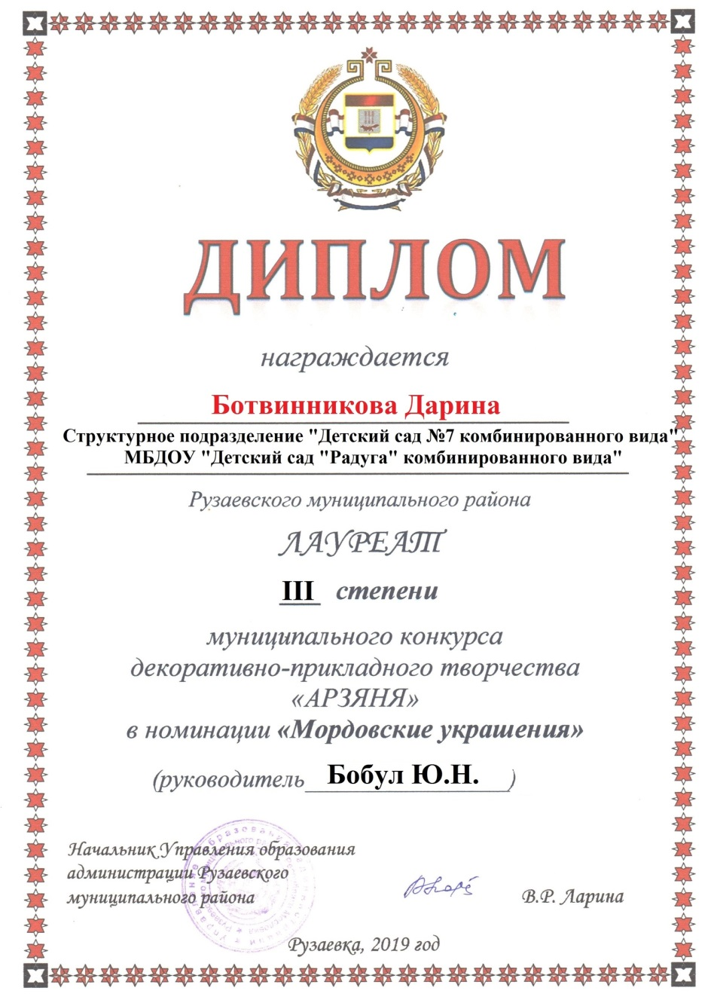 ДИПЛОМ
награждается
Ботвинникова Дарина
Структурное подразделение "Детский сад №7 комбинированного вида"
МБДОУ "Детский сад "Радуга" комбинированного вида"
Рузаевского муниципального района
ЛАУРЕАТ
III степени
муниципального конкурса
декоративно-прикладного творчества
«АРЗЯНЯ»
в номинации «Мордовские украшения»
(руководитель Бобул Ю.Н. )
Начальник Управления образования
администрации Рузаевского
муниципального района
В.Р. Ларина
Рузаевка, 2019 год